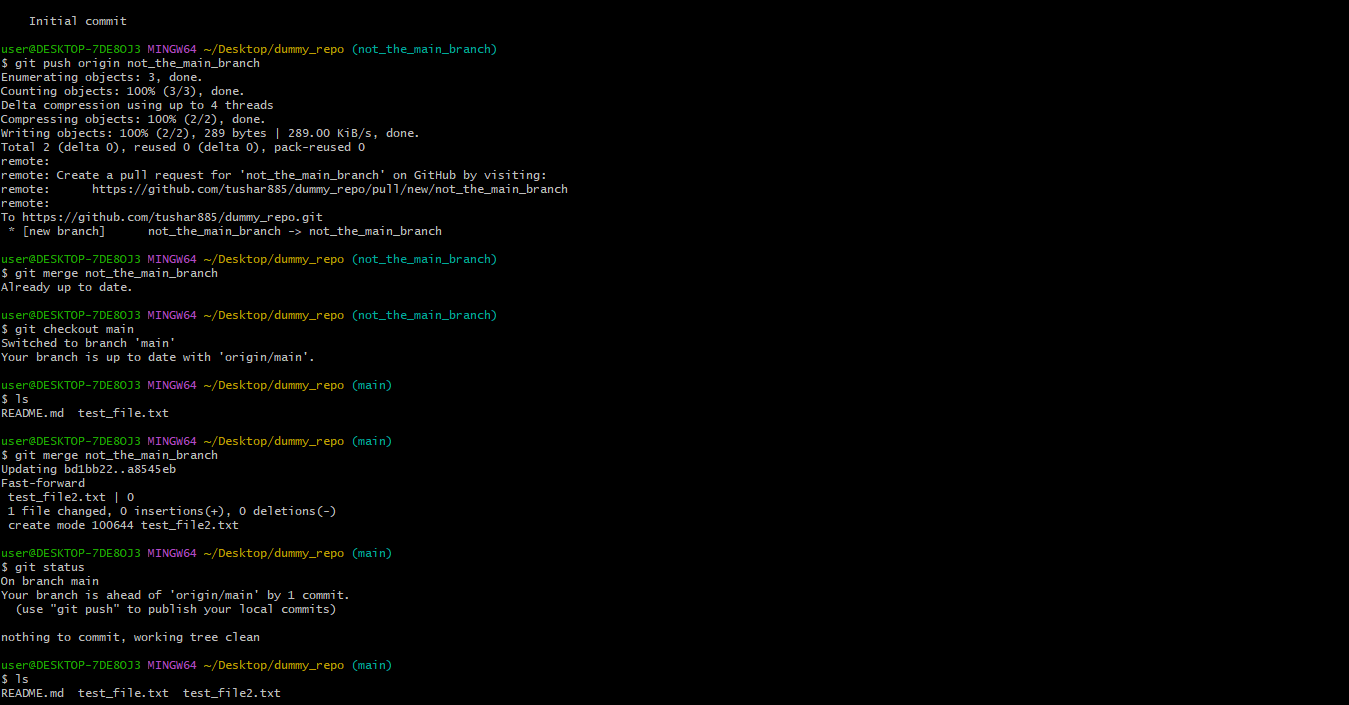 Initial commit
user@DESKTOP-7DE8OJ3 MINGW64 ~/Desktop/dummy_repo (not_the_main_branch)
$ git push origin not_the_main_branch
Enumerating objects: 3, done.
Counting objects: 100% (3/3), done.
Delta compression using up to 4 threads
Compressing objects: 100% (2/2), done.
Writing objects: 100% (2/2), 289 bytes | 289.00 KiB/s, done.
Total 2 (delta 0), reused 0 (delta 0), pack-reused 0
remote:
remote: Create a pull request for 'not_the_main_branch' on GitHub by visiting:
remote:      https://github.com/tushar885/dummy_repo/pull/new/not_the_main_branch
remote:
To https://github.com/tushar885/dummy_repo.git
 * [new branch]      not_the_main_branch -> not_the_main_branch
user@DESKTOP-7DE8OJ3 MINGW64 ~/Desktop/dummy_repo (not_the_main_branch)
$ git merge not_the_main_branch
Already up to date.
user@DESKTOP-7DE8OJ3 MINGW64 ~/Desktop/dummy_repo (not_the_main_branch)
$ git checkout main
Switched to branch 'main'
Your branch is up to date with 'origin/main'.
user@DESKTOP-7DE8OJ3 MINGW64 ~/Desktop/dummy_repo (main)
$ ls
README.md  test_file.txt
user@DESKTOP-7DE8OJ3 MINGW64 ~/Desktop/dummy_repo (main)
$ git merge not_the_main_branch
Updating bd1bb22..a8545eb
Fast-forward
 test_file2.txt | 0
 1 file changed, 0 insertions(+), 0 deletions(-)
 create mode 100644 test_file2.txt
user@DESKTOP-7DE8OJ3 MINGW64 ~/Desktop/dummy_repo (main)
$ git status
On branch main
Your branch is ahead of 'origin/main' by 1 commit.
  (use "git push" to publish your local commits)
nothing to commit, working tree clean
user@DESKTOP-7DE8OJ3 MINGW64 ~/Desktop/dummy_repo (main)
$ ls
README.md  test_file.txt  test_file2.txt